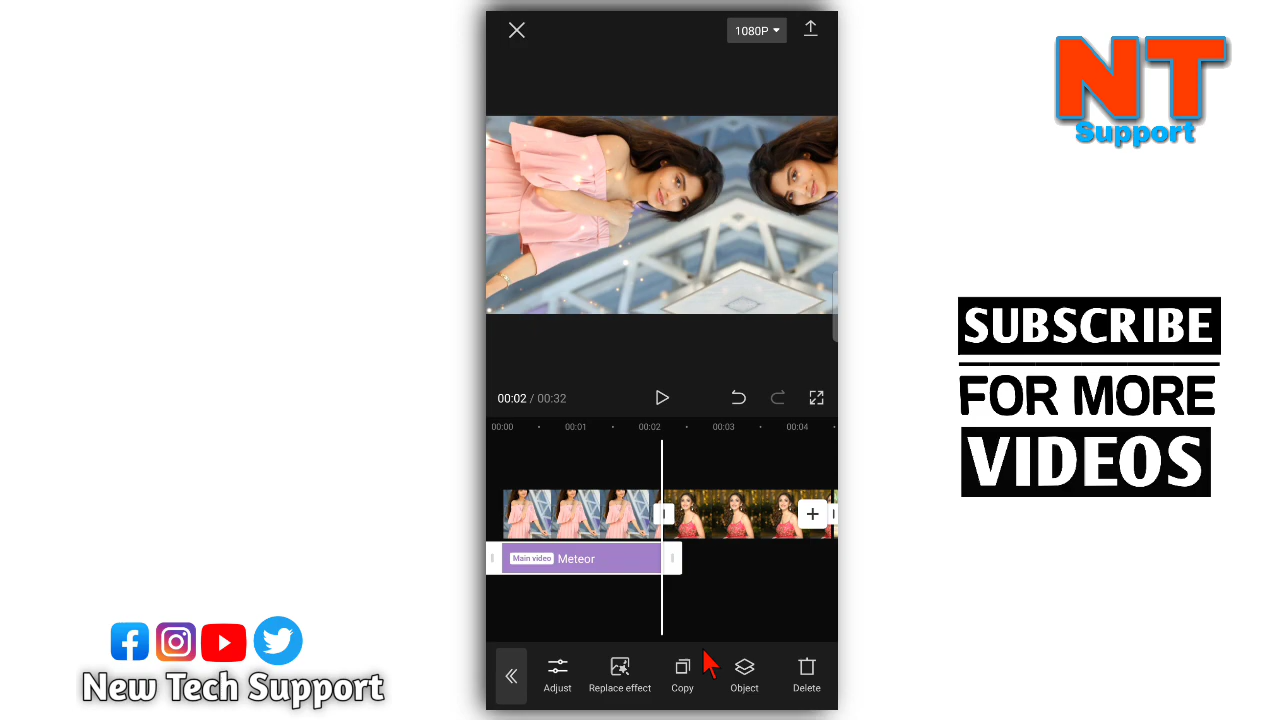 1080P
NT
Support
SUBSCRIBE
FOR MORE
VIDEOS
00:02 / 00:32
00:00 00:01 00:02 00:03 00:04
Main video Meteor
Adjust Replace effect Copy Object Delete
New Tech Support